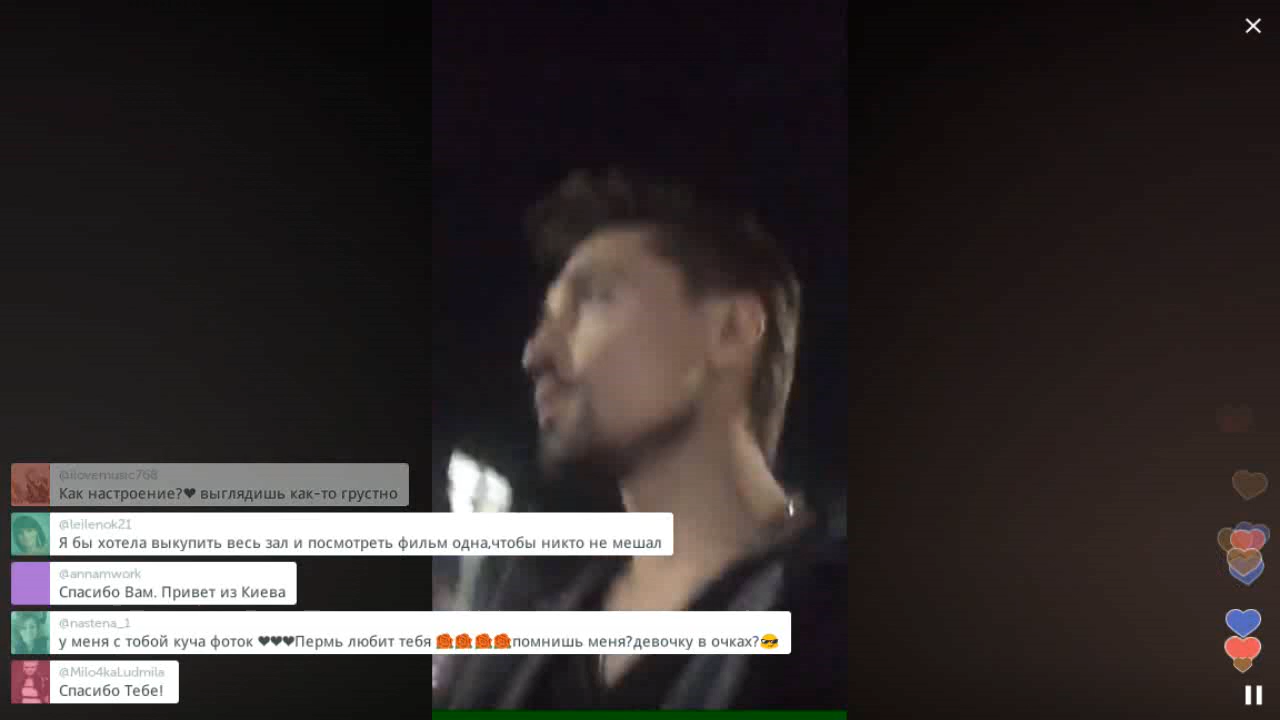 @ilovemusic768
Как настроение?❤ выглядишь как-то грустно
@leilenok21
Я бы хотела выкупить весь зал и посмотреть фильм одна,чтобы никто не мешал
@annamwork
Спасибо Вам. Привет из Киева
@nastena_1
у меня с тобой куча фоток ❤❤❤Пермь любит тебя 🌹🌹🌹🌹помнишь меня?девочку в очках?😎
@Milo4kaLudmila
Спасибо Тебе!